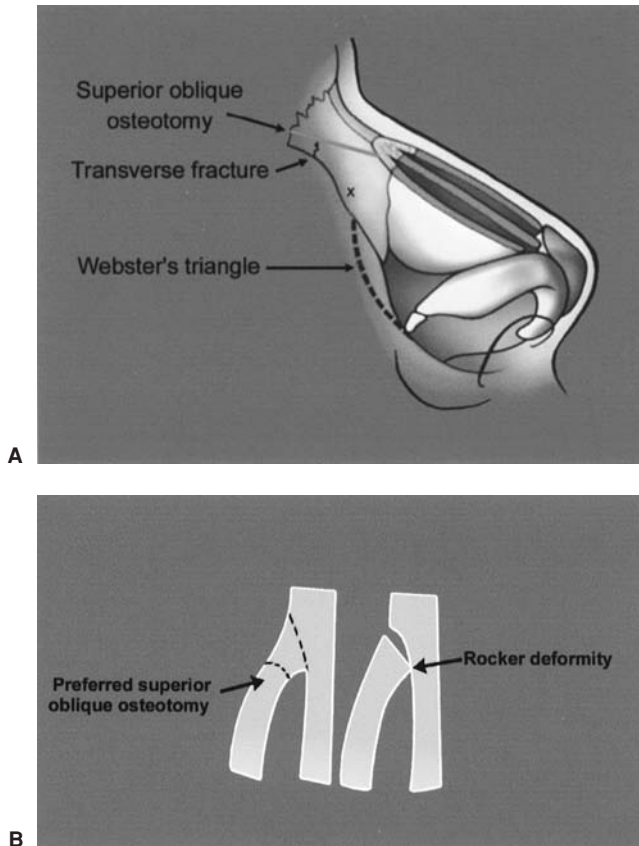 Superior oblique
osteotomy
Transverse fracture
x
Webster's triangle
A
Preferred superior
oblique osteotomy
Rocker deformity
B